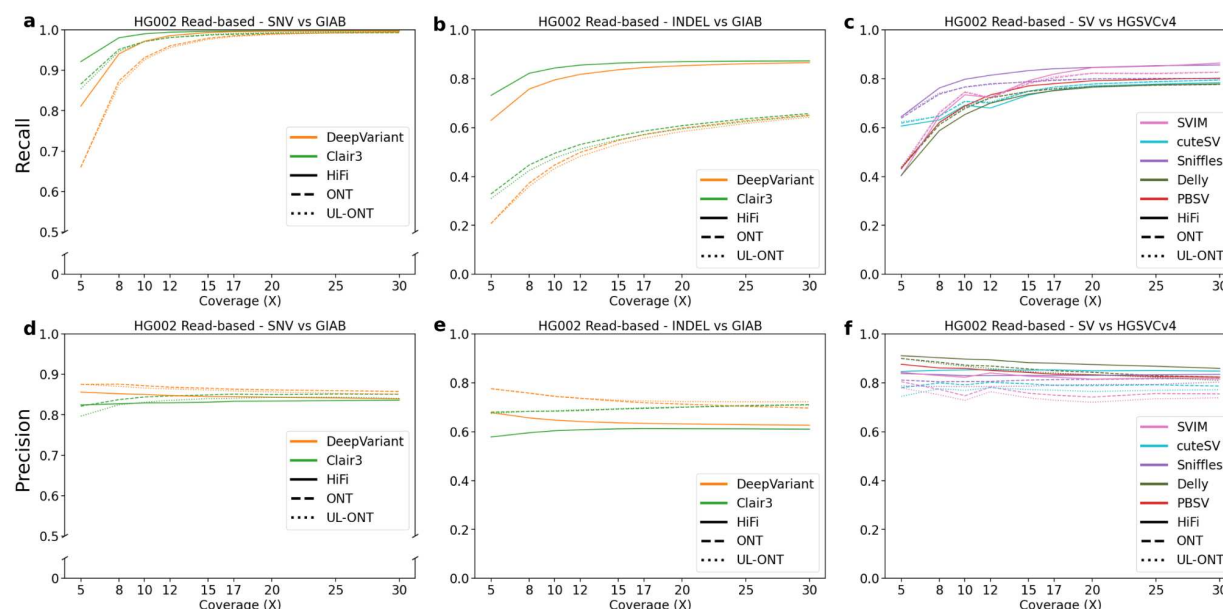 a
HG002 Read-based - SNV vs GIAB
Recall
1.0
0.9
0.8
0.7
0.6
0.5
0
DeepVariant
Clair3
HiFi
ONT
UL-ONT
5 8 10 12 15 17 20 25 30
Coverage (X)
b
HG002 Read-based - INDEL vs GIAB
1.0
0.8
0.6
0.4
0.2
0.0
DeepVariant
Clair3
HiFi
ONT
UL-ONT
5 8 10 12 15 17 20 25 30
Coverage (X)
c
HG002 Read-based - SV vs HGSVCv4
1.0
0.8
0.6
0.4
0.2
0.0
SVIM
cuteSV
Sniffles
Delly
PBSV
HiFi
ONT
UL-ONT
5 8 10 12 15 17 20 25 30
Coverage (X)
d
HG002 Read-based - SNV vs GIAB
Precision
1.0
0.9
0.8
0.7
0.6
0.5
0
DeepVariant
Clair3
HiFi
ONT
UL-ONT
5 8 10 12 15 17 20 25 30
Coverage (X)
e
HG002 Read-based - INDEL vs GIAB
1.0
0.8
0.6
0.4
0.2
0.0
DeepVariant
Clair3
HiFi
ONT
UL-ONT
5 8 10 12 15 17 20 25 30
Coverage (X)
f
HG002 Read-based - SV vs HGSVCv4
1.0
0.8
0.6
0.4
0.2
0.0
SVIM
cuteSV
Sniffles
Delly
PBSV
HiFi
ONT
UL-ONT
5 8 10 12 15 17 20 25 30
Coverage (X)